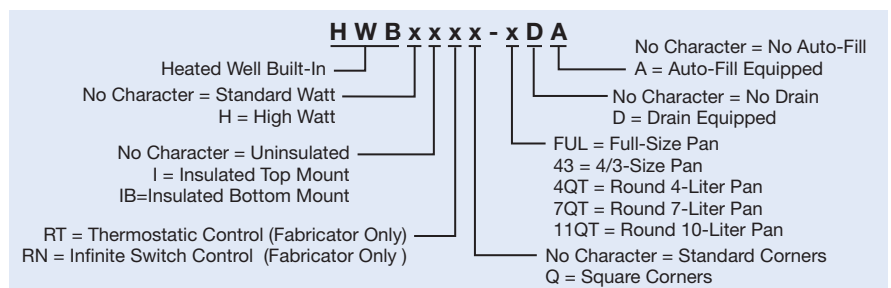 H W B x x x x - x D A
No Character = No Auto-Fill
A = Auto-Fill Equipped
Heated Well Built-In
No Character = Standard Watt
H = High Watt
No Character = No Drain
D = Drain Equipped
No Character = Uninsulated
I = Insulated Top Mount
IB=Insulated Bottom Mount
FUL = Full-Size Pan
43 = 4/3-Size Pan
4QT = Round 4-Liter Pan
7QT = Round 7-Liter Pan
11QT = Round 10-Liter Pan
RT = Thermostatic Control (Fabricator Only)
RN = Infinite Switch Control (Fabricator Only )
No Character = Standard Corners
Q = Square Corners